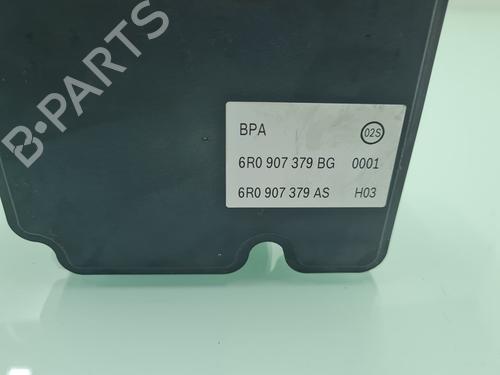 B-PARTS
BPA 02S
6R0 907 379 BG 0001
6R0 907 379 AS H03